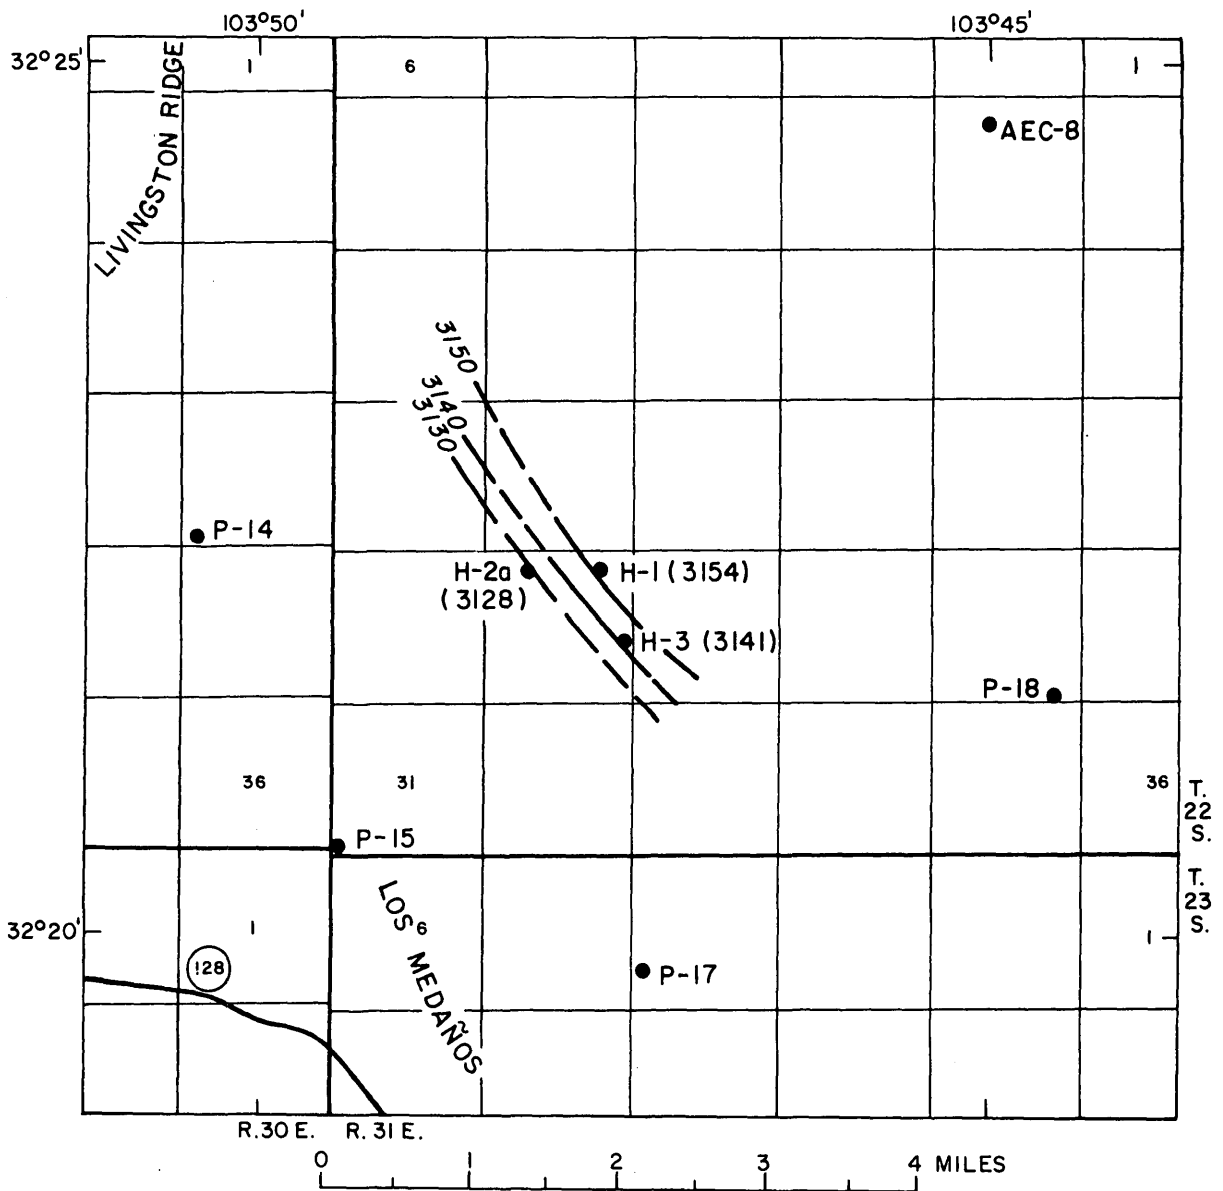 103°50'
103°45'
32°25'
1
6
1
LIVINGSTON RIDGE
AEC-8
3150
3140
3130
P-14
H-2a
(3128)
H-1 (3154)
H-3 (3141)
P-18
36
31
36
T.
22
S.
P-15
T.
23
S.
32°20'
1
LOS MEDAÑOS
6
1
128
P-17
R.30 E.
R. 31 E.
0
1
2
3
4 MILES